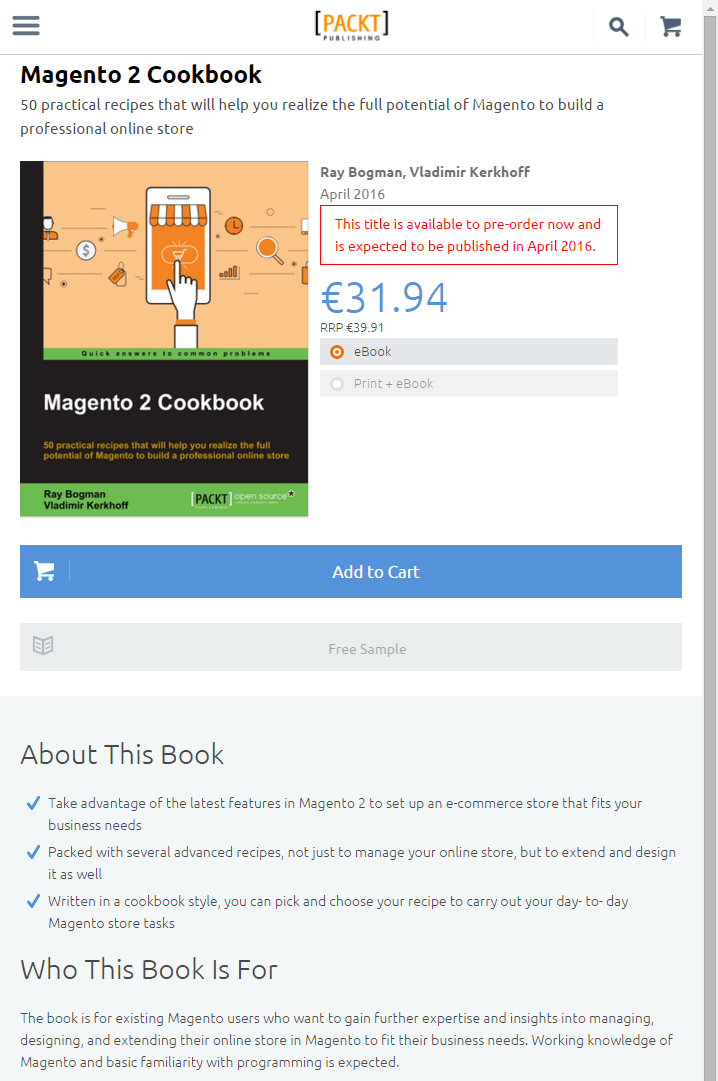 [PACKT]
PUBLISHING
Magento 2 Cookbook
50 practical recipes that will help you realize the full potential of Magento to build a
professional online store
Quick answers to common problems
Magento 2 Cookbook
50 practical recipes that will help you realize the full
potential of Magento to build a professional online store
Ray Bogman
Vladimir Kerkhoff
[PACKT] open source*
PUBLISHING
Ray Bogman, Vladimir Kerkhoff
April 2016
This title is available to pre-order now and
is expected to be published in April 2016.
€31.94
RRP €39.91
eBook
Print + eBook
Add to Cart
Free Sample
About This Book
Take advantage of the latest features in Magento 2 to set up an e-commerce store that fits your
business needs
Packed with several advanced recipes, not just to manage your online store, but to extend and design
it as well
Written in a cookbook style, you can pick and choose your recipe to carry out your day- to- day
Magento store tasks
Who This Book Is For
The book is for existing Magento users who want to gain further expertise and insights into managing,
designing, and extending their online store in Magento to fit their business needs. Working knowledge of
Magento and basic familiarity with programming is expected.